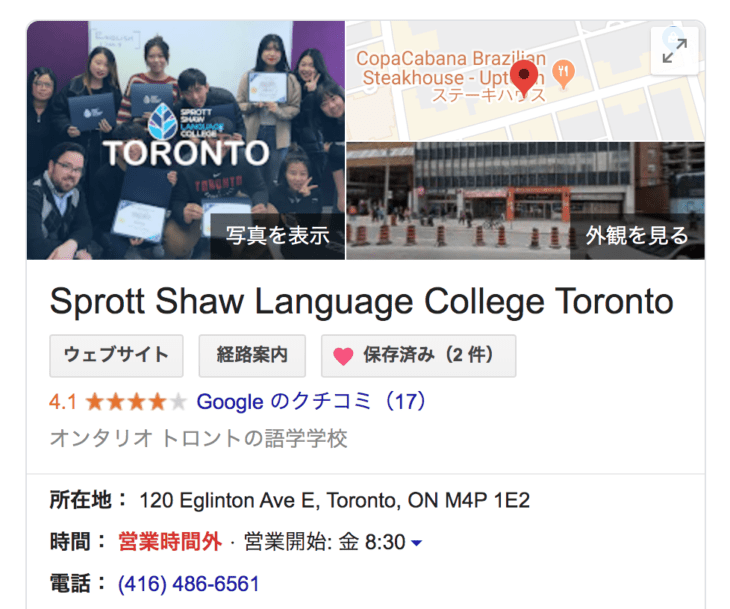 SPROTT
SHAW
LANGUAGE
COLLEGE
TORONTO
写真を表示
CopaCabana Brazilian
Steakhouse - Upt
n
ステーキハウス
外観を見る
Sprott Shaw Language College Toronto
ウェブサイト
経路案内
保存済み（2 件）
4.1 Google のクチコミ（17）
オンタリオ トロントの語学学校
所在地： 120 Eglinton Ave E, Toronto, ON M4P 1E2
時間： 営業時間外 · 営業開始: 金 8:30
電話： (416) 486-6561